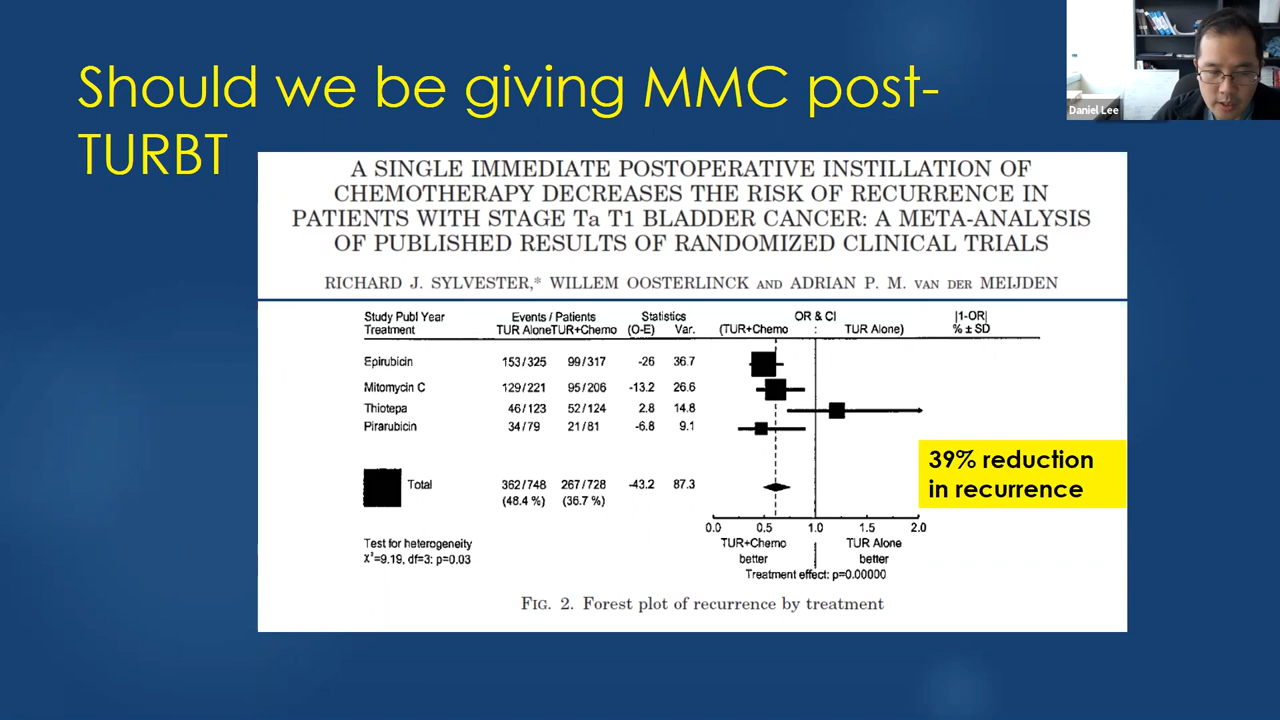 Should we be giving MMC post-
TURBT
Daniel Lee
A SINGLE IMMEDIATE POSTOPERATIVE INSTILLATION OF
CHEMOTHERAPY DECREASES THE RISK OF RECURRENCE IN
PATIENTS WITH STAGE Ta T1 BLADDER CANCER: A META-ANALYSIS
OF PUBLISHED RESULTS OF RANDOMIZED CLINICAL TRIALS
RICHARD J. SYLVESTER,* WILLEM OOSTERLINCK AND ADRIAN P. M. VAN DER MEIJDEN
Study Publ Year Events / Patients Statistics OR & CI |1-OR|
Treatment TUR Alone TUR+Chemo (O-E) Var. (TUR+Chemo : TUR Alone) % ± SD
Epirubicin 153/325 99/317 -26 36.7
Mitomycin C 129/221 95/206 -13.2 26.6
Thiotepa 46/123 52/124 2.8 14.8
Pirarubicin 34/79 21/81 -6.8 9.1
39% reduction
in recurrence
Total 362/748 267/728 -43.2 87.3
(48.4 %) (36.7 %)
0.0 0.5 1.0 1.5 2.0
Test for heterogeneity TUR+Chemo TUR Alone
χ²=9.19, df=3: p=0.03 better better
Treatment effect: p=0.00000
FIG. 2. Forest plot of recurrence by treatment